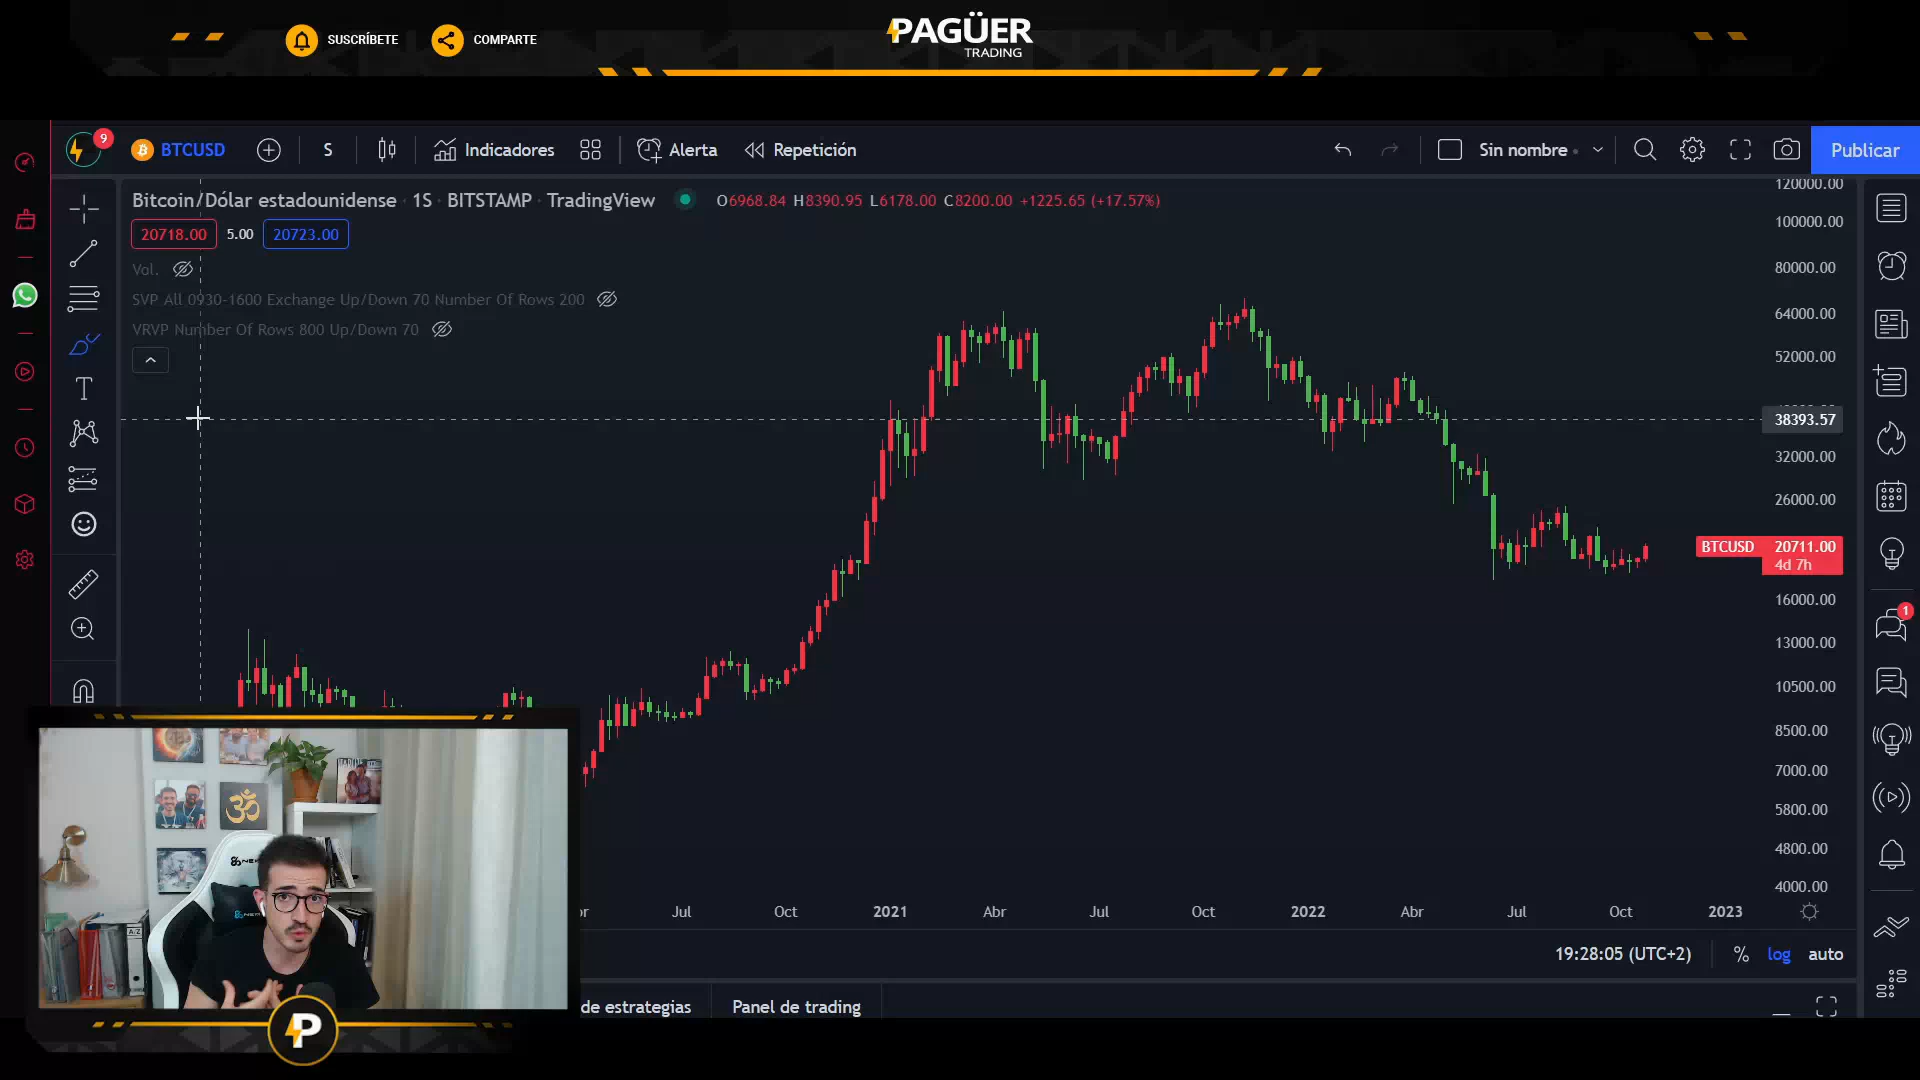 SUSCRÍBETE
COMPARTE
PAGÜER
TRADING
9
BTCUSD
S
Indicadores
Alerta
Repetición
Sin nombre
Publicar
Bitcoin/Dólar estadounidense · 1S · BITSTAMP · TradingView
O6968.84 H8390.95 L6178.00 C8200.00 +1225.65 (+17.57%)
20718.00 5.00 20723.00
Vol.
SVP All 0930-1600 Exchange Up/Down 70 Number Of Rows 200
VRVP Number Of Rows 800 Up/Down 70
120000.00
100000.00
80000.00
64000.00
52000.00
38393.57
32000.00
26000.00
BTCUSD 20711.00
4d 7h
16000.00
13000.00
10500.00
8500.00
7000.00
5800.00
4800.00
4000.00
1
Jul Oct 2021 Abr Jul Oct 2022 Abr Jul Oct 2023
19:28:05 (UTC+2) % log auto
de estrategias
Panel de trading
A/Z
P